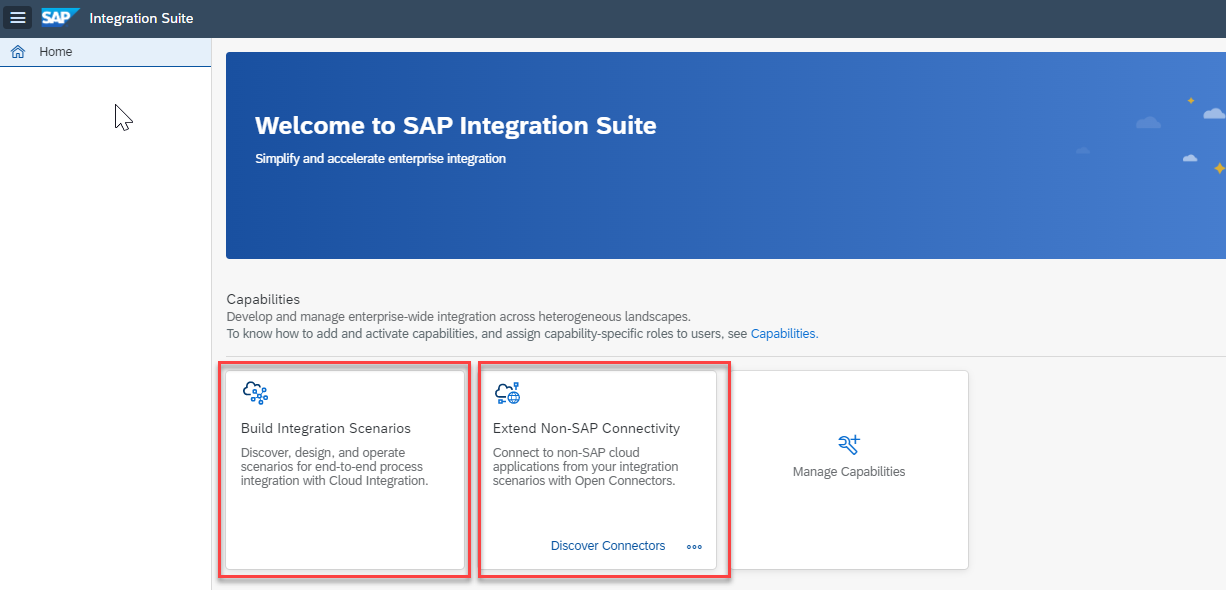 SAP Integration Suite
Home
Welcome to SAP Integration Suite
Simplify and accelerate enterprise integration
Capabilities
Develop and manage enterprise-wide integration across heterogeneous landscapes.
To know how to add and activate capabilities, and assign capability-specific roles to users, see Capabilities.
Build Integration Scenarios
Discover, design, and operate
scenarios for end-to-end process
integration with Cloud Integration.
Extend Non-SAP Connectivity
Connect to non-SAP cloud
applications from your integration
scenarios with Open Connectors.
Discover Connectors
Manage Capabilities